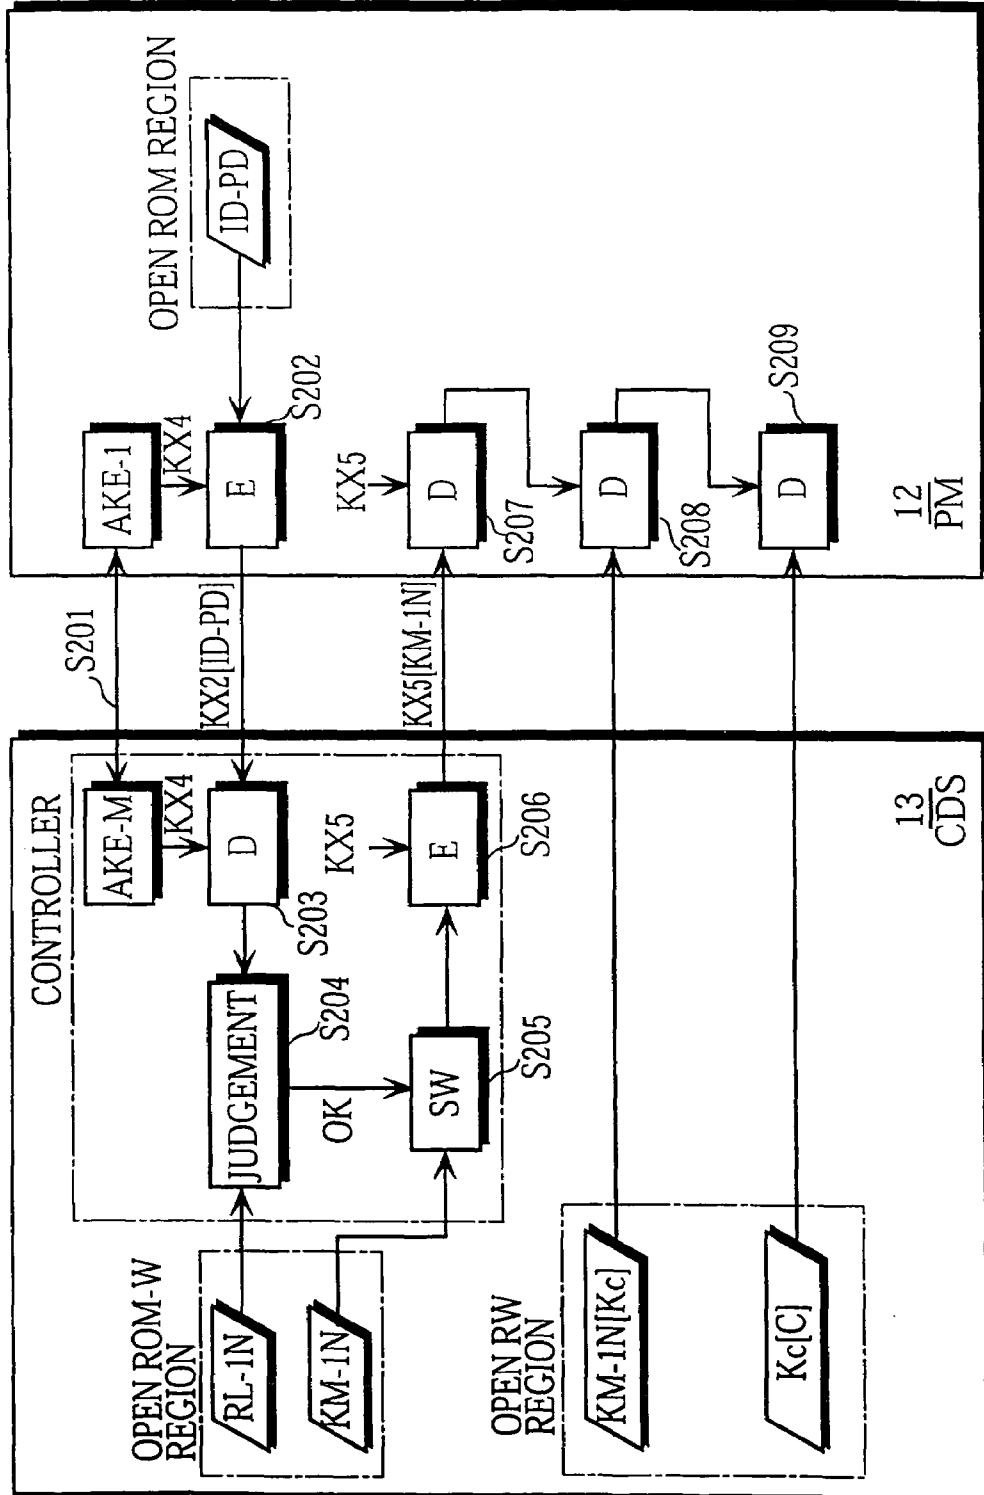 CONTROLLER
OPEN ROM-W
REGION
RL-1N
KM-1N
JUDGEMENT
S204
OK
SW
S205
AKE-M
KX4
D
S203
KX5
E
S206
OPEN RW
REGION
KM-1N[Kc]
Kc[C]
13
CDS
S201
KX2[ID-PD]
KX5[KM-1N]
AKE-1
KX4
E
S202
OPEN ROM REGION
ID-PD
KX5
D
S207
D
S208
D
S209
12
PM